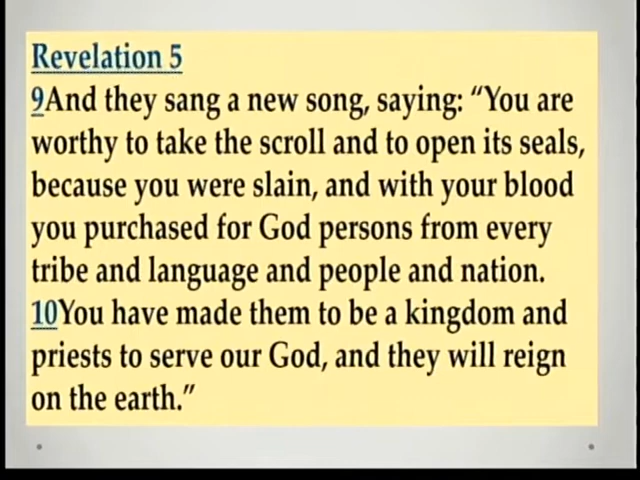 Revelation 5
9And they sang a new song, saying: “You are
worthy to take the scroll and to open its seals,
because you were slain, and with your blood
you purchased for God persons from every
tribe and language and people and nation.
10You have made them to be a kingdom and
priests to serve our God, and they will reign
on the earth.”